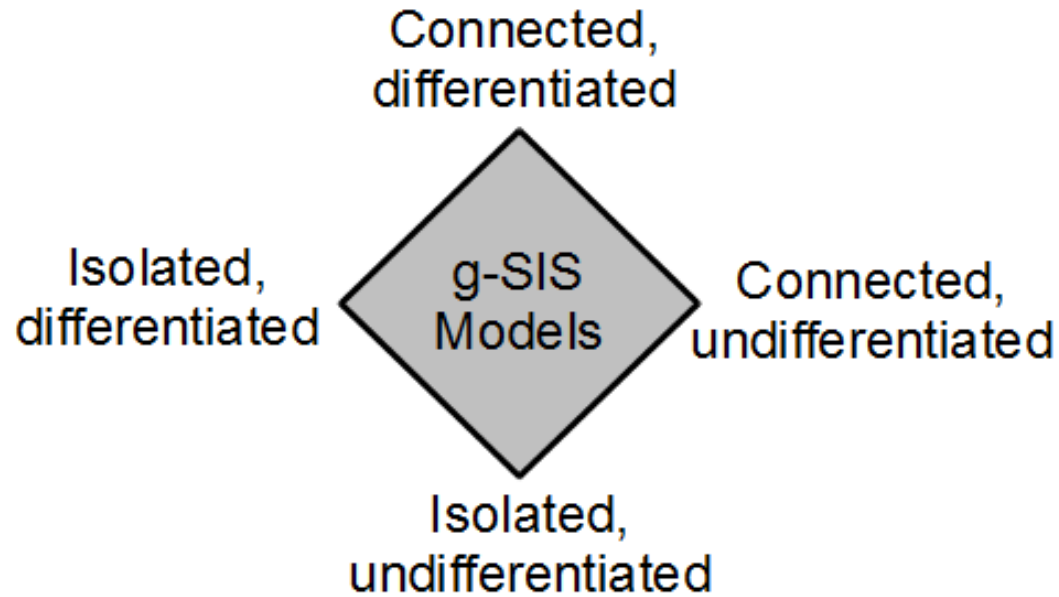 Connected,
differentiated
Isolated,
differentiated
g-SIS
Models
Connected,
undifferentiated
Isolated,
undifferentiated